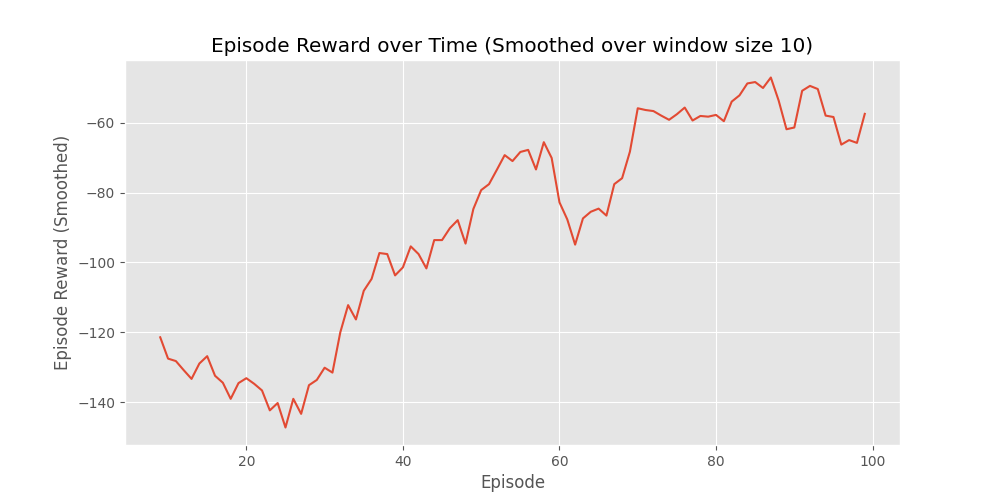 Episode Reward over Time (Smoothed over window size 10)
Episode Reward (Smoothed)
−60
−80
−100
−120
−140
20 40 60 80 100
Episode